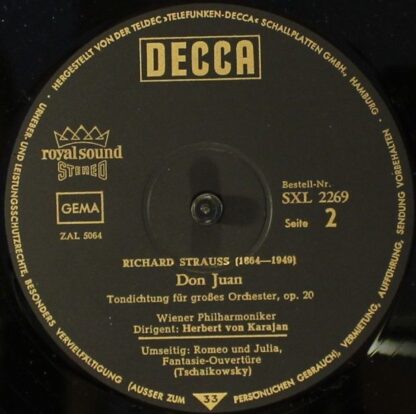 HERGESTELLT VON DER TELDEC »TELEFUNKEN-DECCA« SCHALLPLATTEN GMBH., HAMBURG • SENDUNG VORBEHALTEN
URHEBER- UND LEISTUNGSSCHUTZRECHTE, BESONDERS VERVIELFÄLTIGUNG (AUSSER ZUM PERSÖNLICHEN GEBRAUCH), VERMIETUNG, AUFFÜHRUNG,
DECCA
royal sound
STEREO
GEMA
ZAL 5064
Bestell-Nr.
SXL 2269
Seite 2
RICHARD STRAUSS (1864—1949)
Don Juan
Tondichtung für großes Orchester, op. 20
Wiener Philharmoniker
Dirigent: Herbert von Karajan
Umseitig: Romeo und Julia,
Fantasie-Ouvertüre
(Tschaikowsky)
33